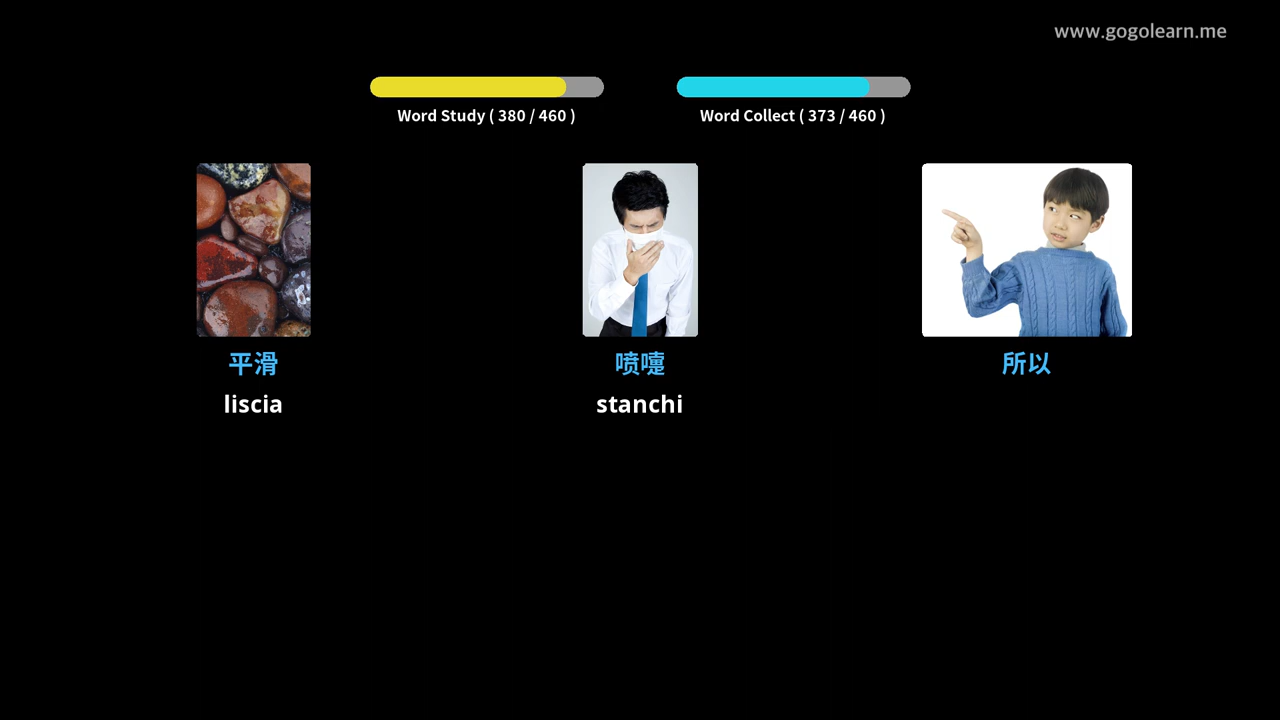 www.gogolearn.me
Word Study ( 380 / 460 )
Word Collect ( 373 / 460 )
平滑
liscia
喷嚏
stanchi
所以